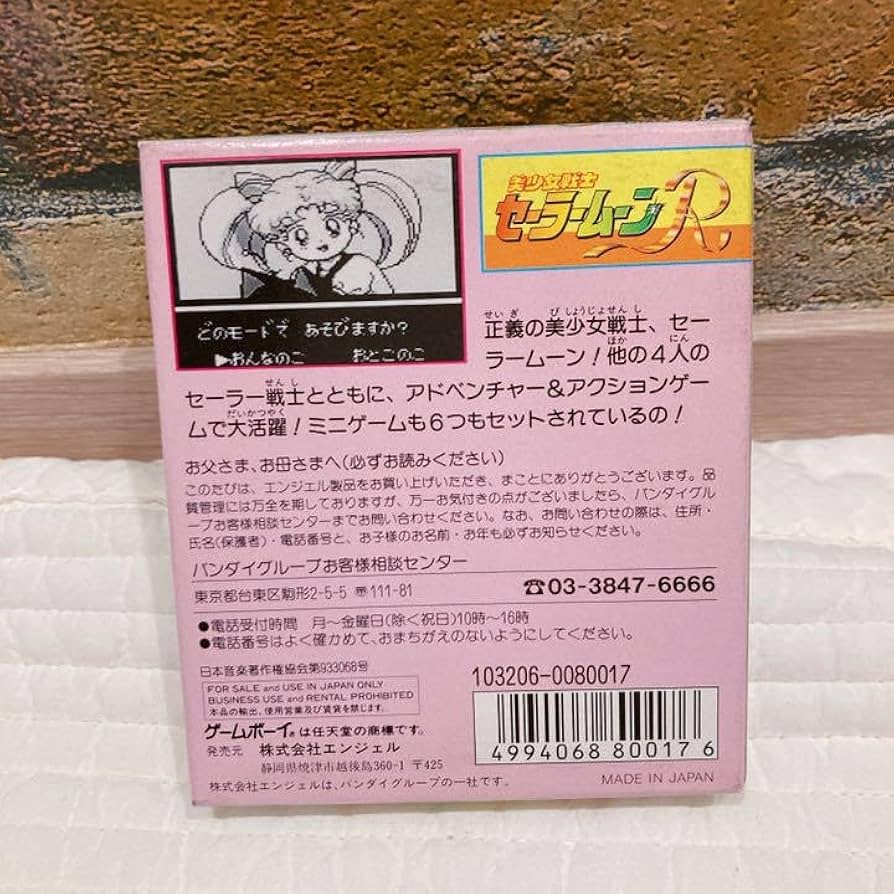 美少女戦士
セーラームーンR
どのモードで あそびますか?
▶おんなのこ おとこのこ
正義の美少女戦士、セー
ラームーン!他の4人の
セーラー戦士とともに、アドベンチャー&アクションゲー
ムで大活躍!ミニゲームも6つもセットされているの!
お父さま、お母さまへ(必ずお読みください)
このたびは、エンジェル製品をお買い上げいただき、まことにありがとうございます。品
質管理には万全を期しておりますが、万一お気付きの点がございましたら、バンダイグル
ープお客様相談センターまでお問い合わせください。なお、お問い合わせの際は、住所・
氏名(保護者)・電話番号と、お子様のお名前・お年も必ずお知らせください。
バンダイグループお客様相談センター
東京都台東区駒形2-5-5 〠111-81 ☎03-3847-6666
●電話受付時間 月〜金曜日(除く祝日)10時〜16時
●電話番号はよく確かめて、おまちがえのないようにしてください。
日本音楽著作権協会第933068号
103206-0080017
FOR SALE and USE IN JAPAN ONLY
BUSINESS USE and RENTAL PROHIBITED
本品の輸出、使用営業及び賃貸を禁じます。
ゲームボーイは任天堂の商標です。
発売元 株式会社エンジェル
静岡県焼津市越後島360-1 〒425
4994068800176
株式会社エンジェルは、バンダイグループの一社です。
MADE IN JAPAN